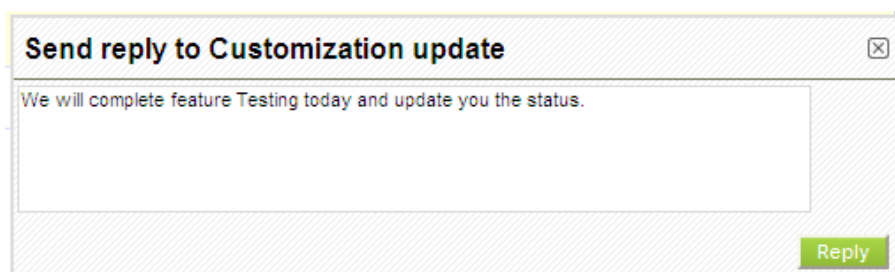 Send reply to Customization update
We will complete feature Testing today and update you the status.
Reply